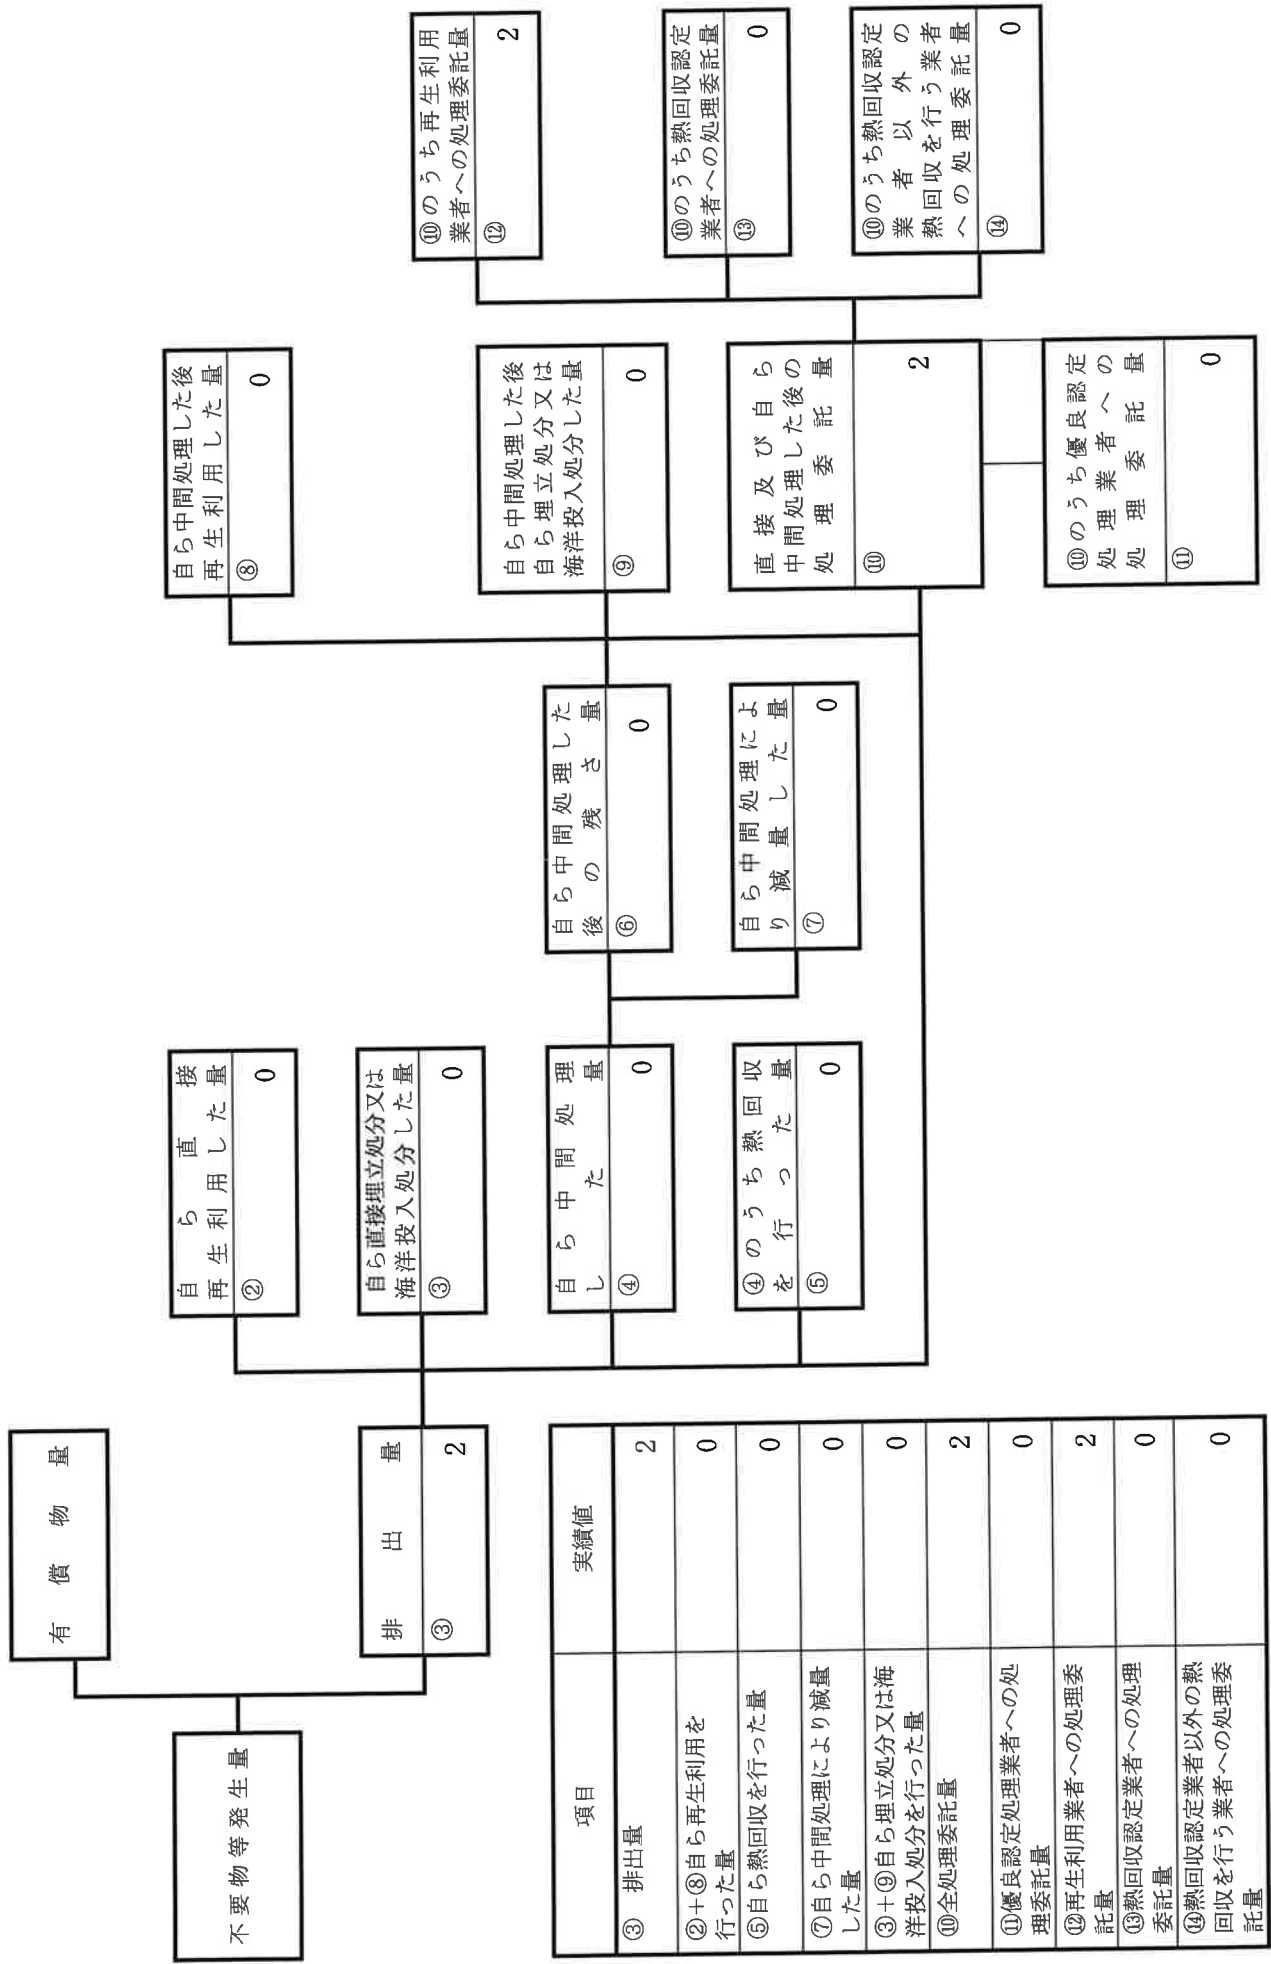 不要物等発生量
有償物量
排出量
③ 2
自ら直接
再生利用した量
② 0
自ら直接埋立処分又は
海洋投入処分した量
③ 0
自ら中間処理
した量
④ 0
④のうち熱回収
を行った量
⑤ 0
自ら中間処理した
後の残さ量
⑥ 0
自ら中間処理によ
り減量した量
⑦ 0
自ら中間処理した後
再生利用した量
⑧ 0
自ら中間処理した後
自ら埋立処分又は
海洋投入処分した量
⑨ 0
直接及び自ら
中間処理した後の
処理委託量
⑩ 2
⑩のうち優良認定
処理業者への
処理委託量
⑪ 0
⑩のうち再生利用
業者への処理委託量
⑫ 2
⑩のうち熱回収認定
業者への処理委託量
⑬ 0
⑩のうち熱回収認定
業者以外の
熱回収を行う業者
への処理委託量
⑭ 0
項目 実績値
③ 排出量 2
②+⑧自ら再生利用を
行った量 0
⑤自ら熱回収を行った量 0
⑦自ら中間処理により減量
した量 0
③+⑨自ら埋立処分又は海
洋投入処分を行った量 0
⑩全処理委託量 2
⑪優良認定処理業者への処
理委託量 0
⑫再生利用業者への処理委
託量 2
⑬熱回収認定業者への処理
委託量 0
⑭熱回収認定業者以外の熱
回収を行う業者への処理委
託量 0